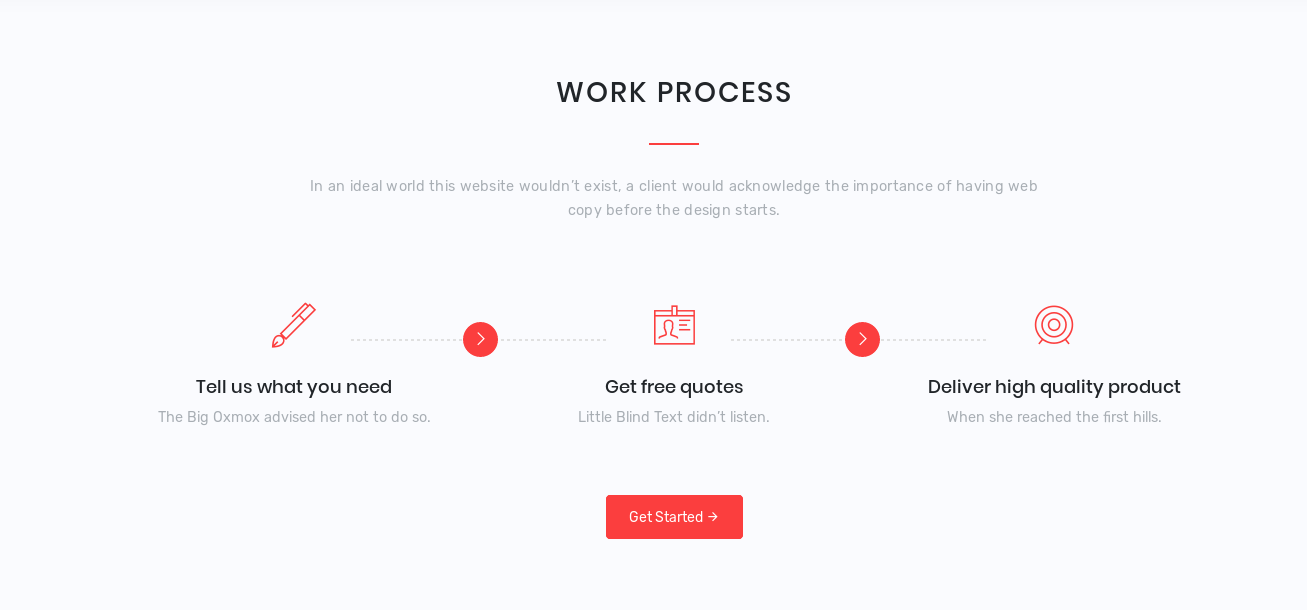 WORK PROCESS
In an ideal world this website wouldn’t exist, a client would acknowledge the importance of having web
copy before the design starts.
Tell us what you need
The Big Oxmox advised her not to do so.
Get free quotes
Little Blind Text didn’t listen.
Deliver high quality product
When she reached the first hills.
Get Started →